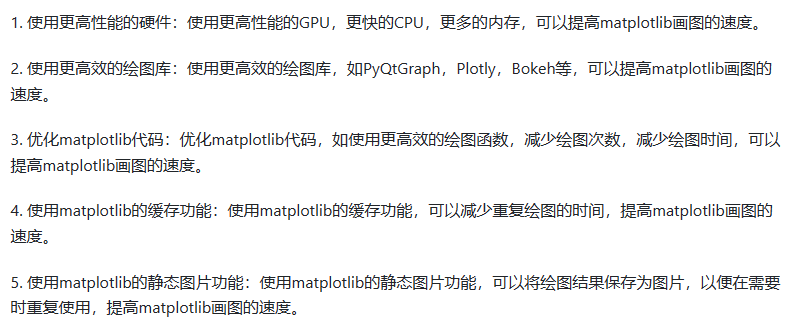 1. 使用更高性能的硬件：使用更高性能的GPU，更快的CPU，更多的内存，可以提高matplotlib画图的速度。
2. 使用更高效的绘图库：使用更高效的绘图库，如PyQtGraph，Plotly，Bokeh等，可以提高matplotlib画图的
速度。
3. 优化matplotlib代码：优化matplotlib代码，如使用更高效的绘图函数，减少绘图次数，减少绘图时间，可以
提高matplotlib画图的速度。
4. 使用matplotlib的缓存功能：使用matplotlib的缓存功能，可以减少重复绘图的时间，提高matplotlib画图的
速度。
5. 使用matplotlib的静态图片功能：使用matplotlib的静态图片功能，可以将绘图结果保存为图片，以便在需要
时重复使用，提高matplotlib画图的速度。